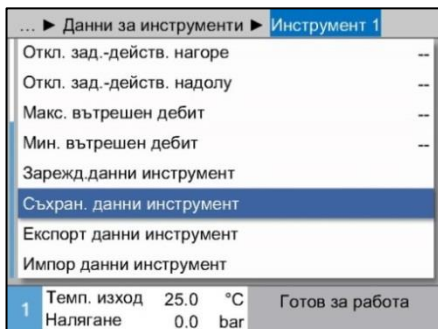 ... ► Данни за инструменти ► Инструмент 1
Откл. зад.-действ. нагоре --
Откл. зад.-действ. надолу --
Макс. вътрешен дебит --
Мин. вътрешен дебит --
Зарежд.данни инструмент
Съхран. данни инструмент
Експорт данни инструмент
Импор данни инструмент
1 Темп. изход 25.0 °C Готов за работа
Налягане 0.0 bar